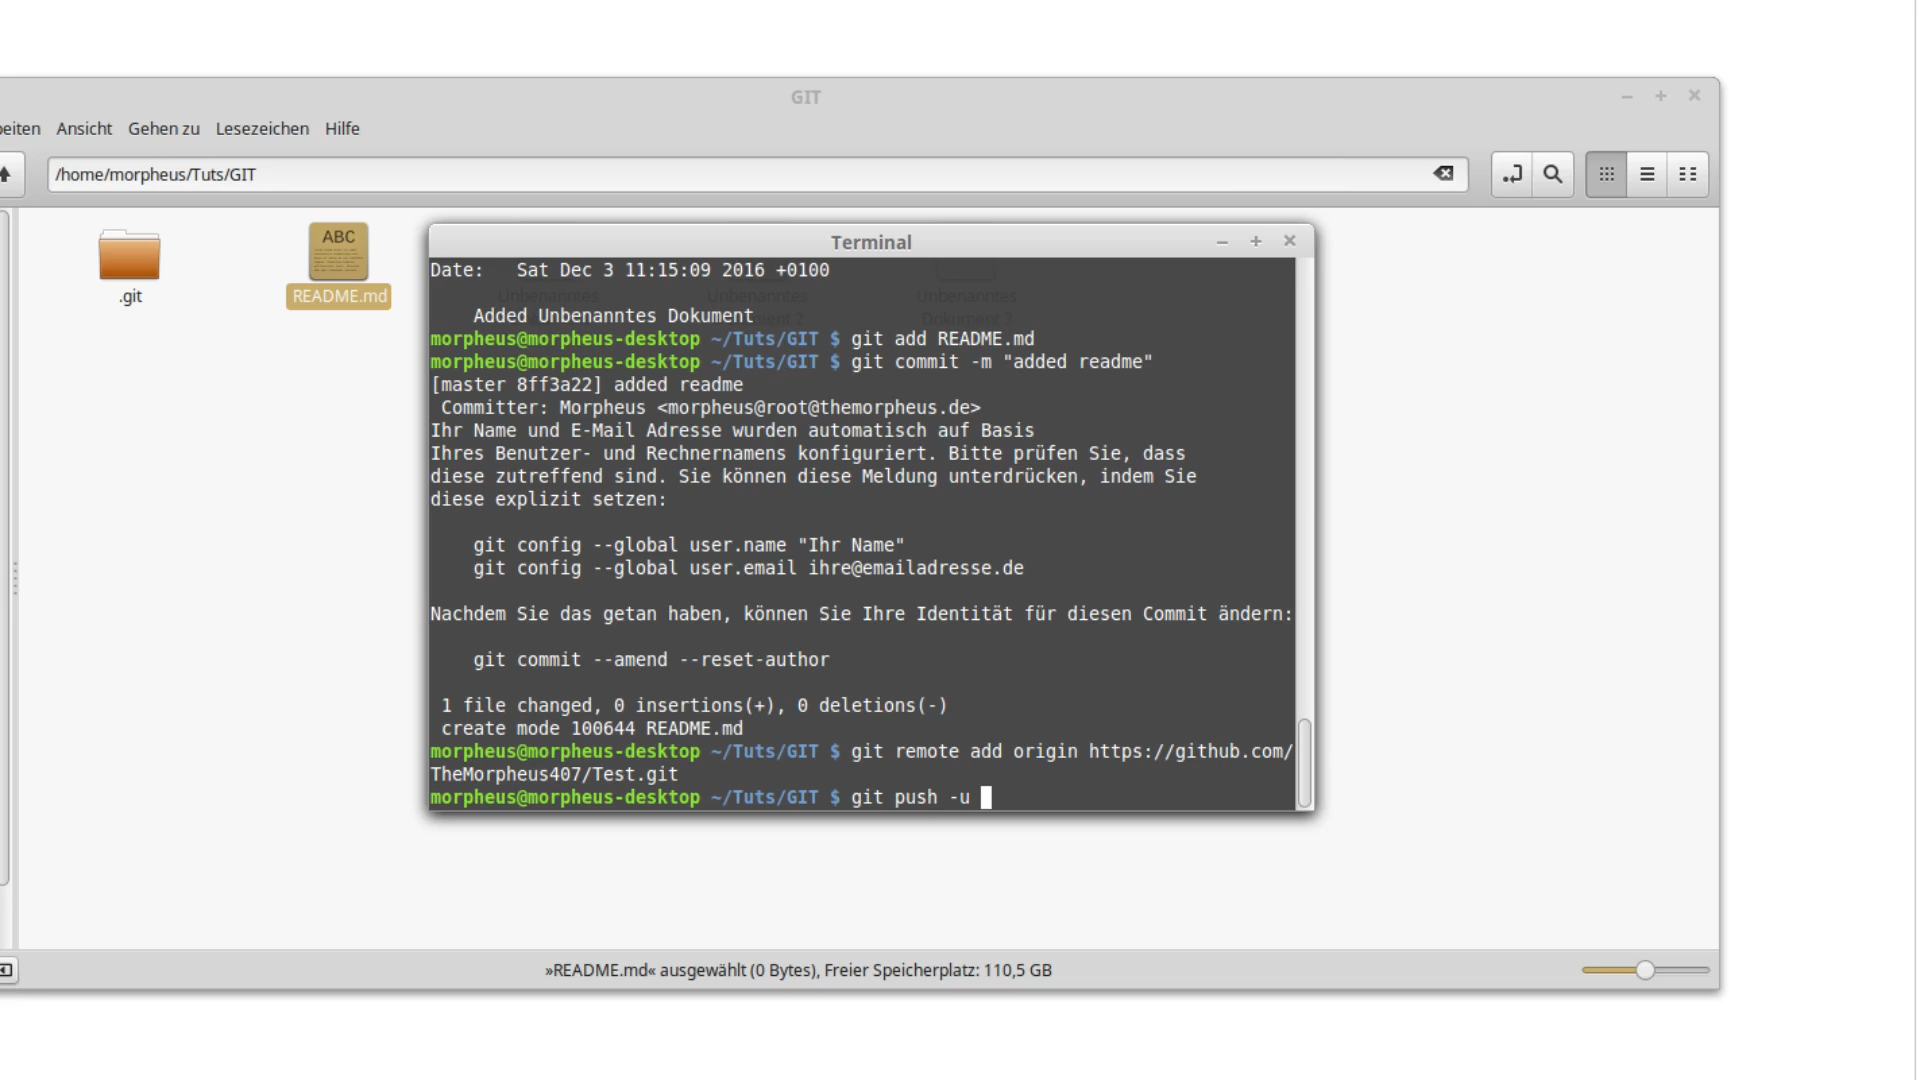 GIT
beiten Ansicht Gehen zu Lesezeichen Hilfe
/home/morpheus/Tuts/GIT
.git
ABC
README.md
Terminal
Unbenanntes
Unbenanntes
ment 2
Unbenanntes
Dokument ?
Date:   Sat Dec 3 11:15:09 2016 +0100
    Added Unbenanntes Dokument
morpheus@morpheus-desktop ~/Tuts/GIT $ git add README.md
morpheus@morpheus-desktop ~/Tuts/GIT $ git commit -m "added readme"
[master 8ff3a22] added readme
 Committer: Morpheus <morpheus@root@themorpheus.de>
Ihr Name und E-Mail Adresse wurden automatisch auf Basis
Ihres Benutzer- und Rechnernamens konfiguriert. Bitte prüfen Sie, dass
diese zutreffend sind. Sie können diese Meldung unterdrücken, indem Sie
diese explizit setzen:
    git config --global user.name "Ihr Name"
    git config --global user.email ihre@emailadresse.de
Nachdem Sie das getan haben, können Sie Ihre Identität für diesen Commit ändern:
    git commit --amend --reset-author
 1 file changed, 0 insertions(+), 0 deletions(-)
 create mode 100644 README.md
morpheus@morpheus-desktop ~/Tuts/GIT $ git remote add origin https://github.com/
TheMorpheus407/Test.git
morpheus@morpheus-desktop ~/Tuts/GIT $ git push -u
»README.md« ausgewählt (0 Bytes), Freier Speicherplatz: 110,5 GB